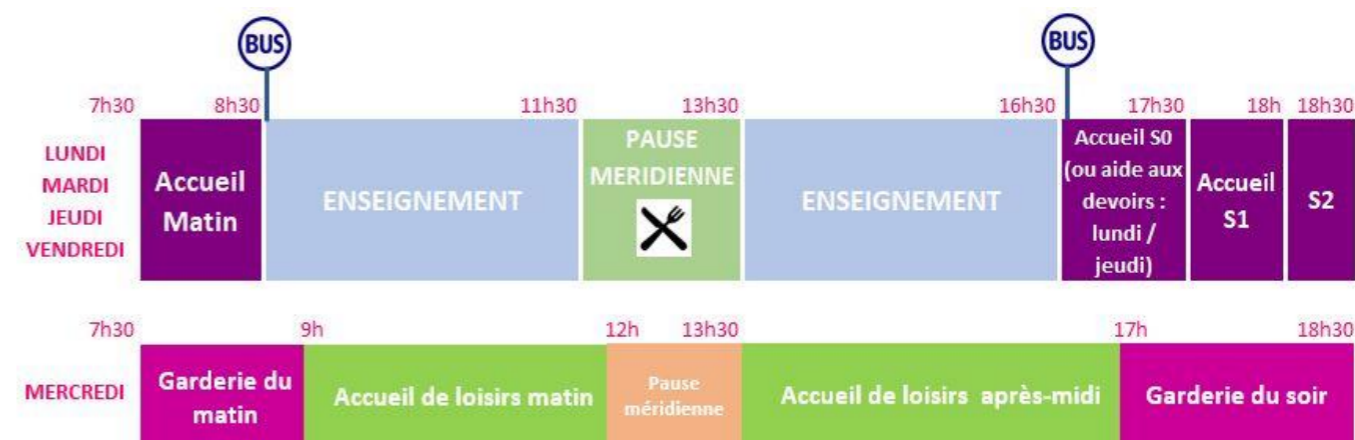 BUS BUS
7h30 8h30 11h30 13h30 16h30 17h30 18h 18h30
LUNDI
MARDI
JEUDI
VENDREDI
Accueil
Matin
ENSEIGNEMENT
PAUSE
MERIDIENNE
ENSEIGNEMENT
Accueil S0
(ou aide aux
devoirs :
lundi /
jeudi)
Accueil
S1
S2
7h30 9h 12h 13h30 17h 18h30
MERCREDI
Garderie du
matin
Accueil de loisirs matin
Pause
méridienne
Accueil de loisirs après-midi
Garderie du soir